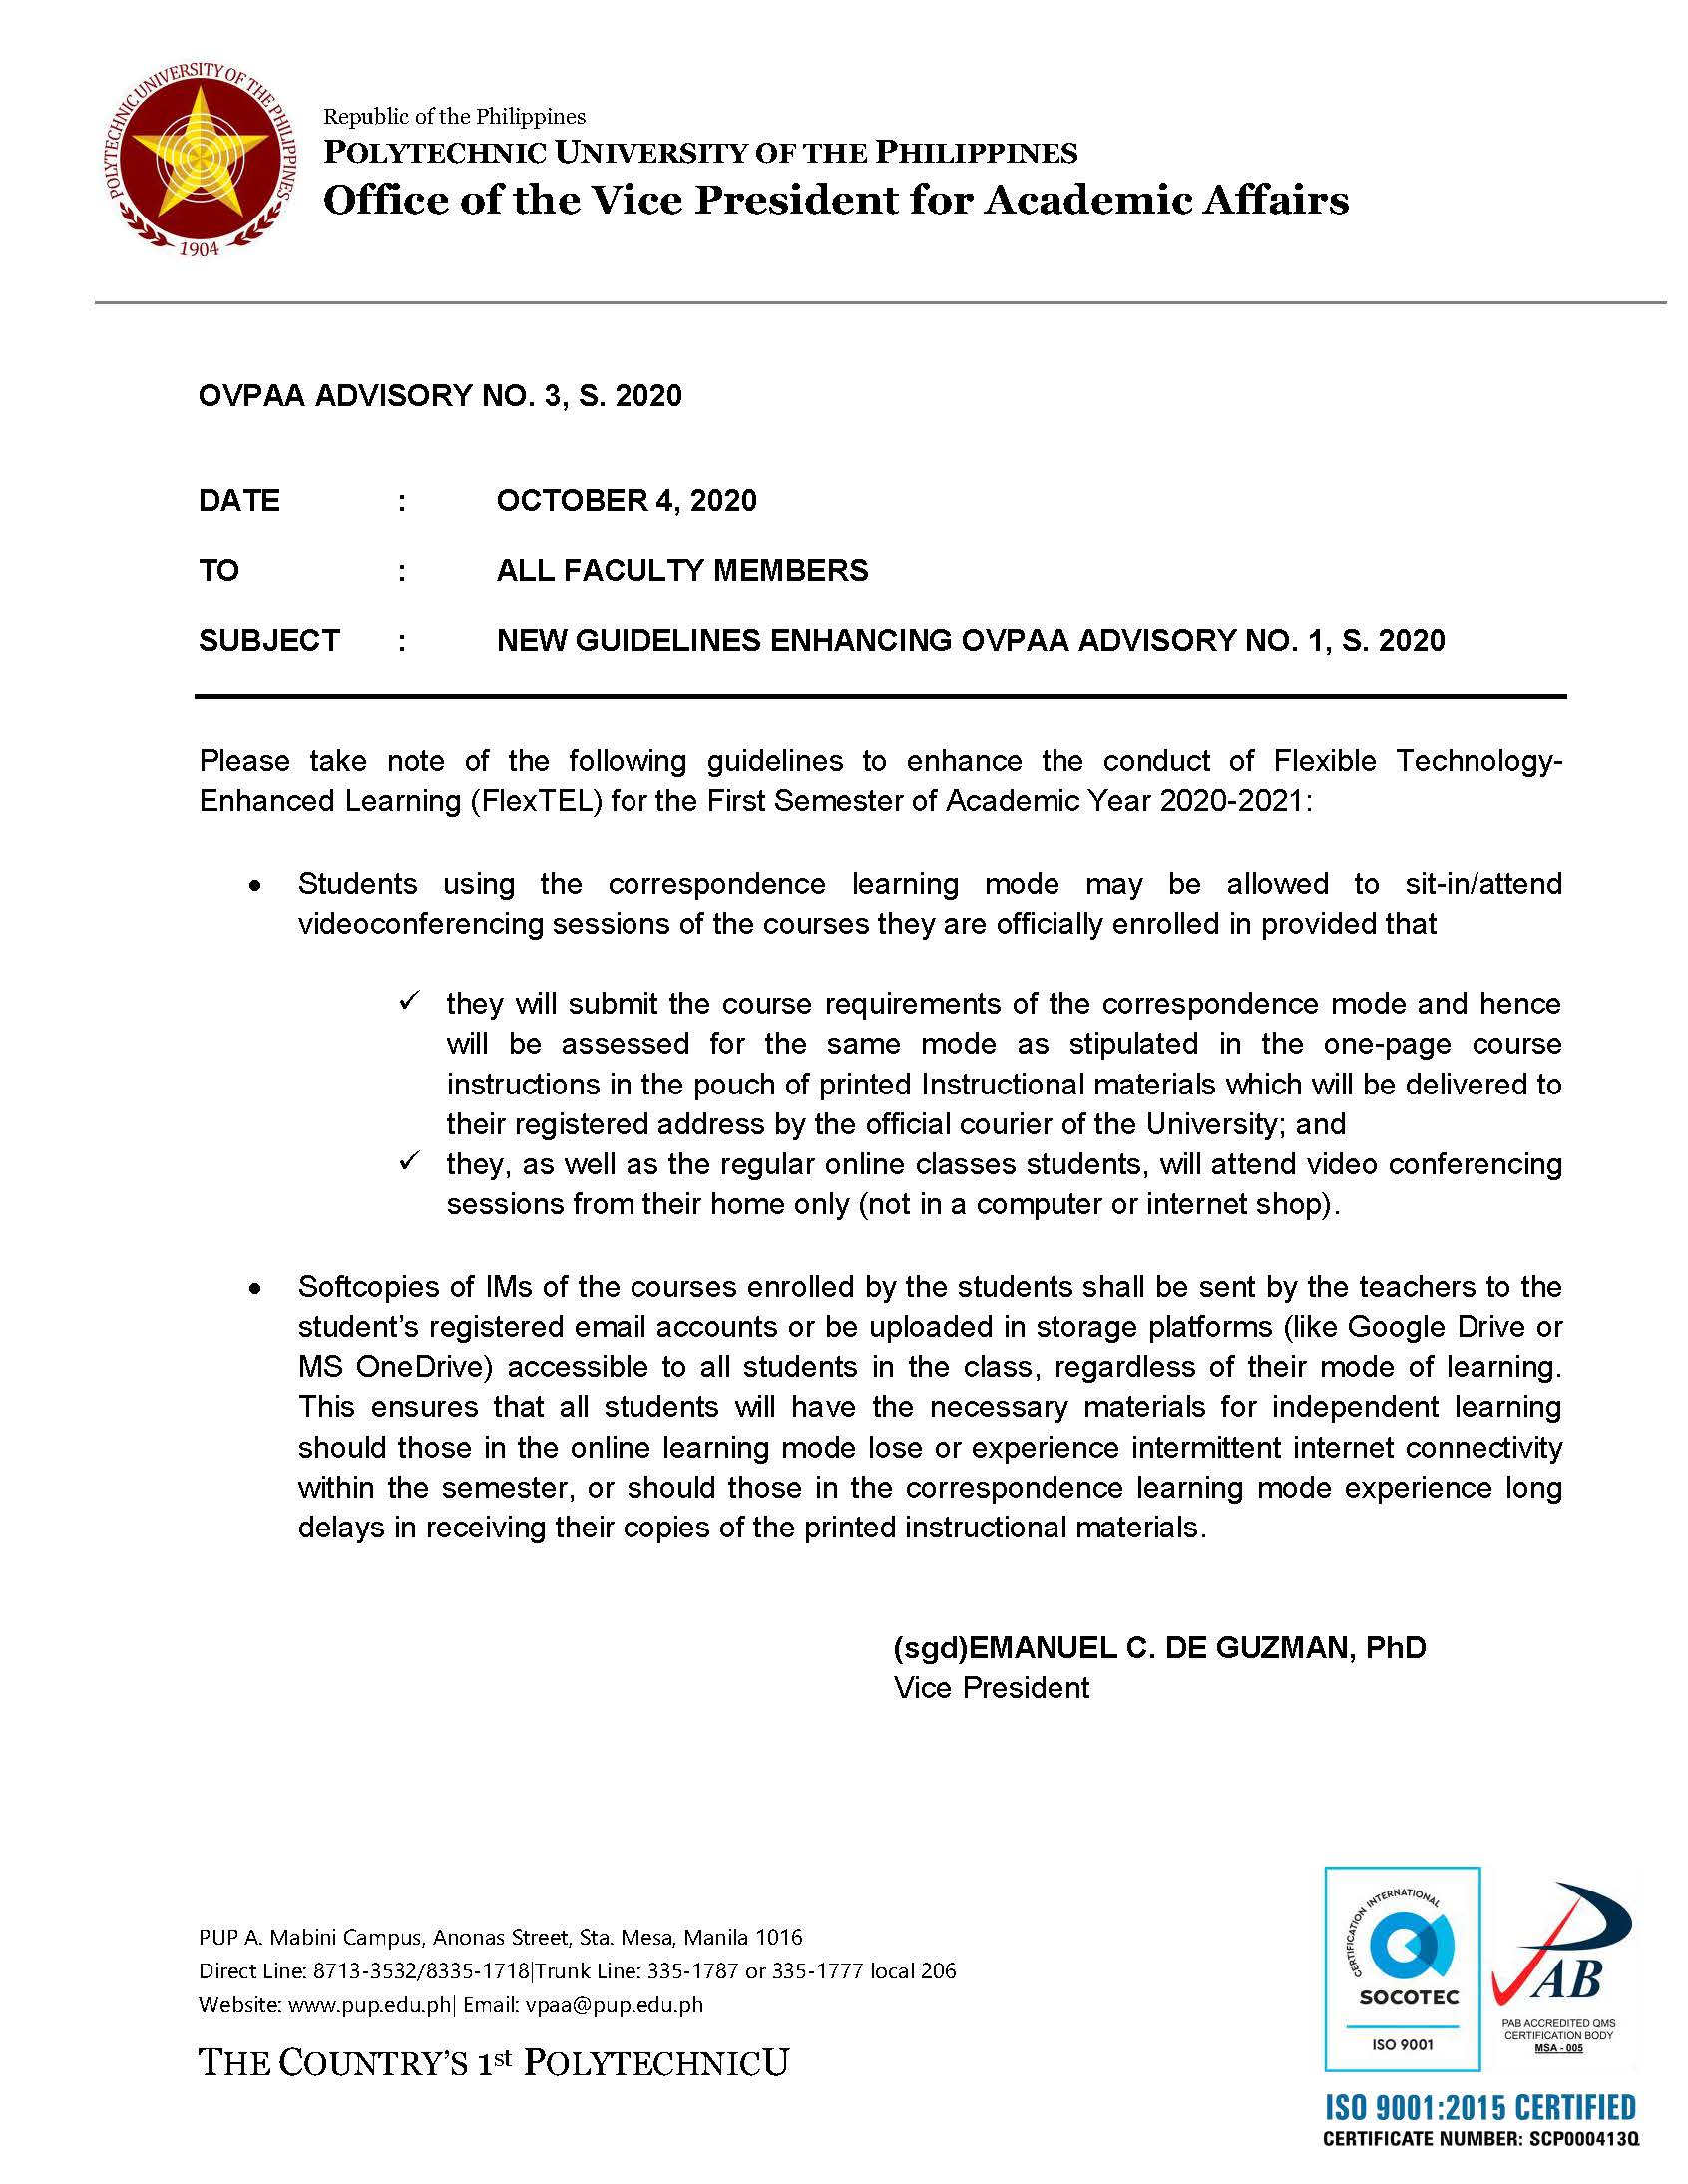 POLYTECHNIC UNIVERSITY OF THE PHILIPPINES
1904
Republic of the Philippines
POLYTECHNIC UNIVERSITY OF THE PHILIPPINES
Office of the Vice President for Academic Affairs
OVPAA ADVISORY NO. 3, S. 2020
DATE : OCTOBER 4, 2020
TO : ALL FACULTY MEMBERS
SUBJECT : NEW GUIDELINES ENHANCING OVPAA ADVISORY NO. 1, S. 2020
Please take note of the following guidelines to enhance the conduct of Flexible Technology-
Enhanced Learning (FlexTEL) for the First Semester of Academic Year 2020-2021:
• Students using the correspondence learning mode may be allowed to sit-in/attend
videoconferencing sessions of the courses they are officially enrolled in provided that
✓ they will submit the course requirements of the correspondence mode and hence
will be assessed for the same mode as stipulated in the one-page course
instructions in the pouch of printed Instructional materials which will be delivered to
their registered address by the official courier of the University; and
✓ they, as well as the regular online classes students, will attend video conferencing
sessions from their home only (not in a computer or internet shop).
• Softcopies of IMs of the courses enrolled by the students shall be sent by the teachers to the
student’s registered email accounts or be uploaded in storage platforms (like Google Drive or
MS OneDrive) accessible to all students in the class, regardless of their mode of learning.
This ensures that all students will have the necessary materials for independent learning
should those in the online learning mode lose or experience intermittent internet connectivity
within the semester, or should those in the correspondence learning mode experience long
delays in receiving their copies of the printed instructional materials.
(sgd)EMANUEL C. DE GUZMAN, PhD
Vice President
PUP A. Mabini Campus, Anonas Street, Sta. Mesa, Manila 1016
Direct Line: 8713-3532/8335-1718|Trunk Line: 335-1787 or 335-1777 local 206
Website: www.pup.edu.ph| Email: vpaa@pup.edu.ph
THE COUNTRY’S 1st POLYTECHNICU
CERTIFICATION INTERNATIONAL
SOCOTEC
ISO 9001
PAB
PAB ACCREDITED QMS
CERTIFICATION BODY
MSA - 005
ISO 9001:2015 CERTIFIED
CERTIFICATE NUMBER: SCP000413Q